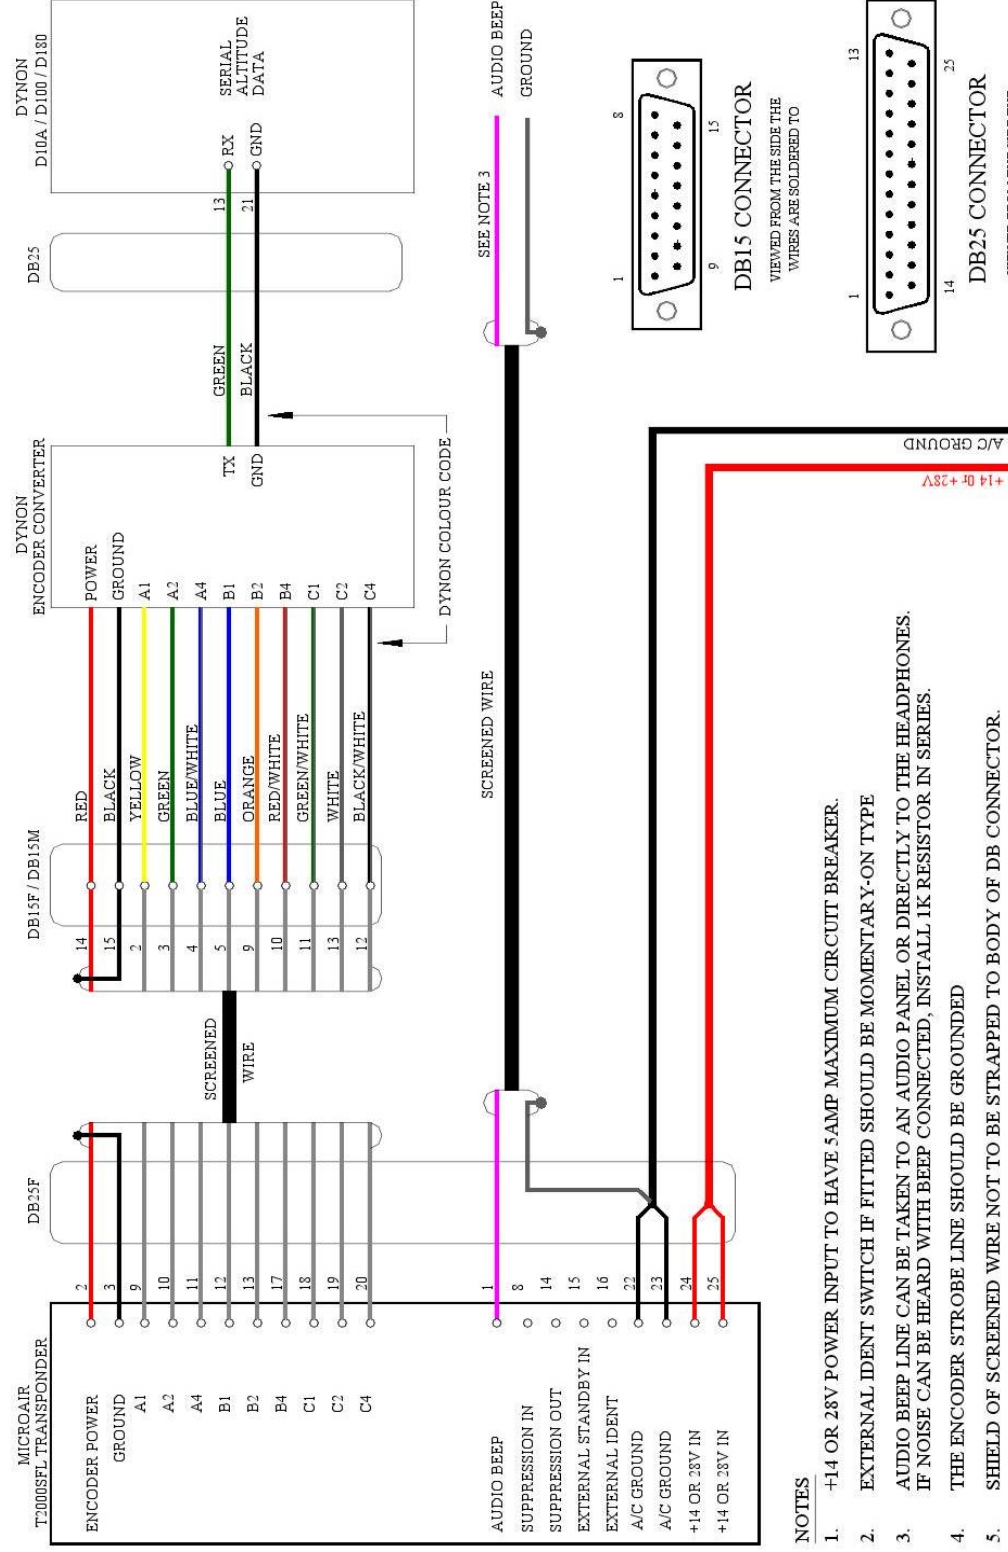 MICROAIR
T2000SFL TRANSPONDER
ENCODER POWER
GROUND
A1
A2
A4
B1
B2
B4
C1
C2
C4
AUDIO BEEP
SUPPRESSION IN
SUPPRESSION OUT
EXTERNAL STANDBY IN
EXTERNAL IDENT
A/C GROUND
A/C GROUND
+14 OR 28V IN
+14 OR 28V IN
2
3
9
10
11
12
13
17
18
19
20
1
8
14
15
16
22
23
24
25
DB25F
SCREENED
WIRE
DB15F / DB15M
14
15
2
3
4
5
9
10
11
13
12
RED
BLACK
YELLOW
GREEN
BLUE/WHITE
BLUE
ORANGE
RED/WHITE
GREEN/WHITE
WHITE
BLACK/WHITE
DYNON
ENCODER CONVERTER
POWER
GROUND
A1
A2
A4
B1
B2
B4
C1
C2
C4
TX
GND
DYNON COLOUR CODE
GREEN
BLACK
DB25
13
21
DYNON
D10A / D100 / D180
RX
GND
SERIAL
ALTITUDE
DATA
SCREENED WIRE
SEE NOTE 3
AUDIO BEEP
GROUND
1
8
9
15
DB15 CONNECTOR
VIEWED FROM THE SIDE THE
WIRES ARE SOLDERED TO
1
13
14
25
DB25 CONNECTOR
A/C GROUND
+14 0r +28V
NOTES
1. +14 OR 28V POWER INPUT TO HAVE 5AMP MAXIMUM CIRCUIT BREAKER.
2. EXTERNAL IDENT SWITCH IF FITTED SHOULD BE MOMENTARY-ON TYPE
3. AUDIO BEEP LINE CAN BE TAKEN TO AN AUDIO PANEL OR DIRECTLY TO THE HEADPHONES.
IF NOISE CAN BE HEARD WITH BEEP CONNECTED, INSTALL 1K RESISTOR IN SERIES.
4. THE ENCODER STROBE LINE SHOULD BE GROUNDED
5. SHIELD OF SCREENED WIRE NOT TO BE STRAPPED TO BODY OF DB CONNECTOR.